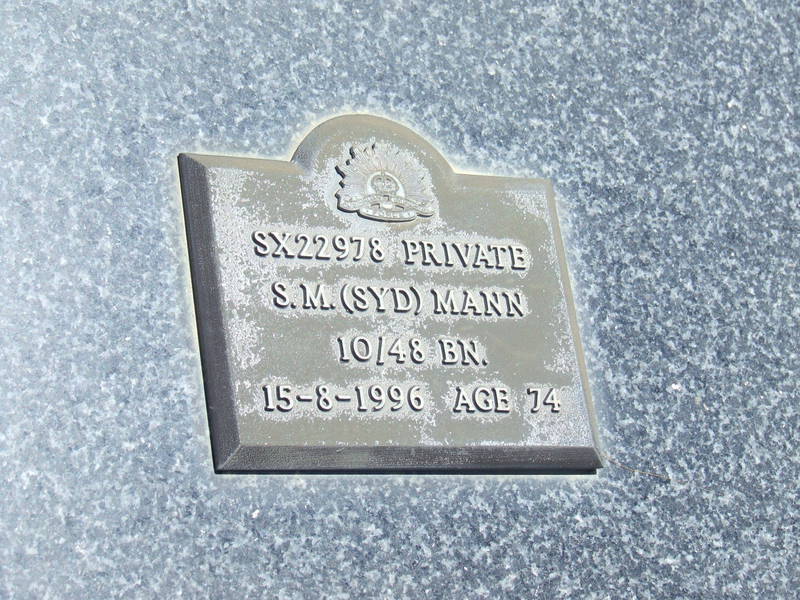 SX22978 PRIVATE
S.M.(SYD) MANN
10/48 BN.
15-8-1996 AGE 74